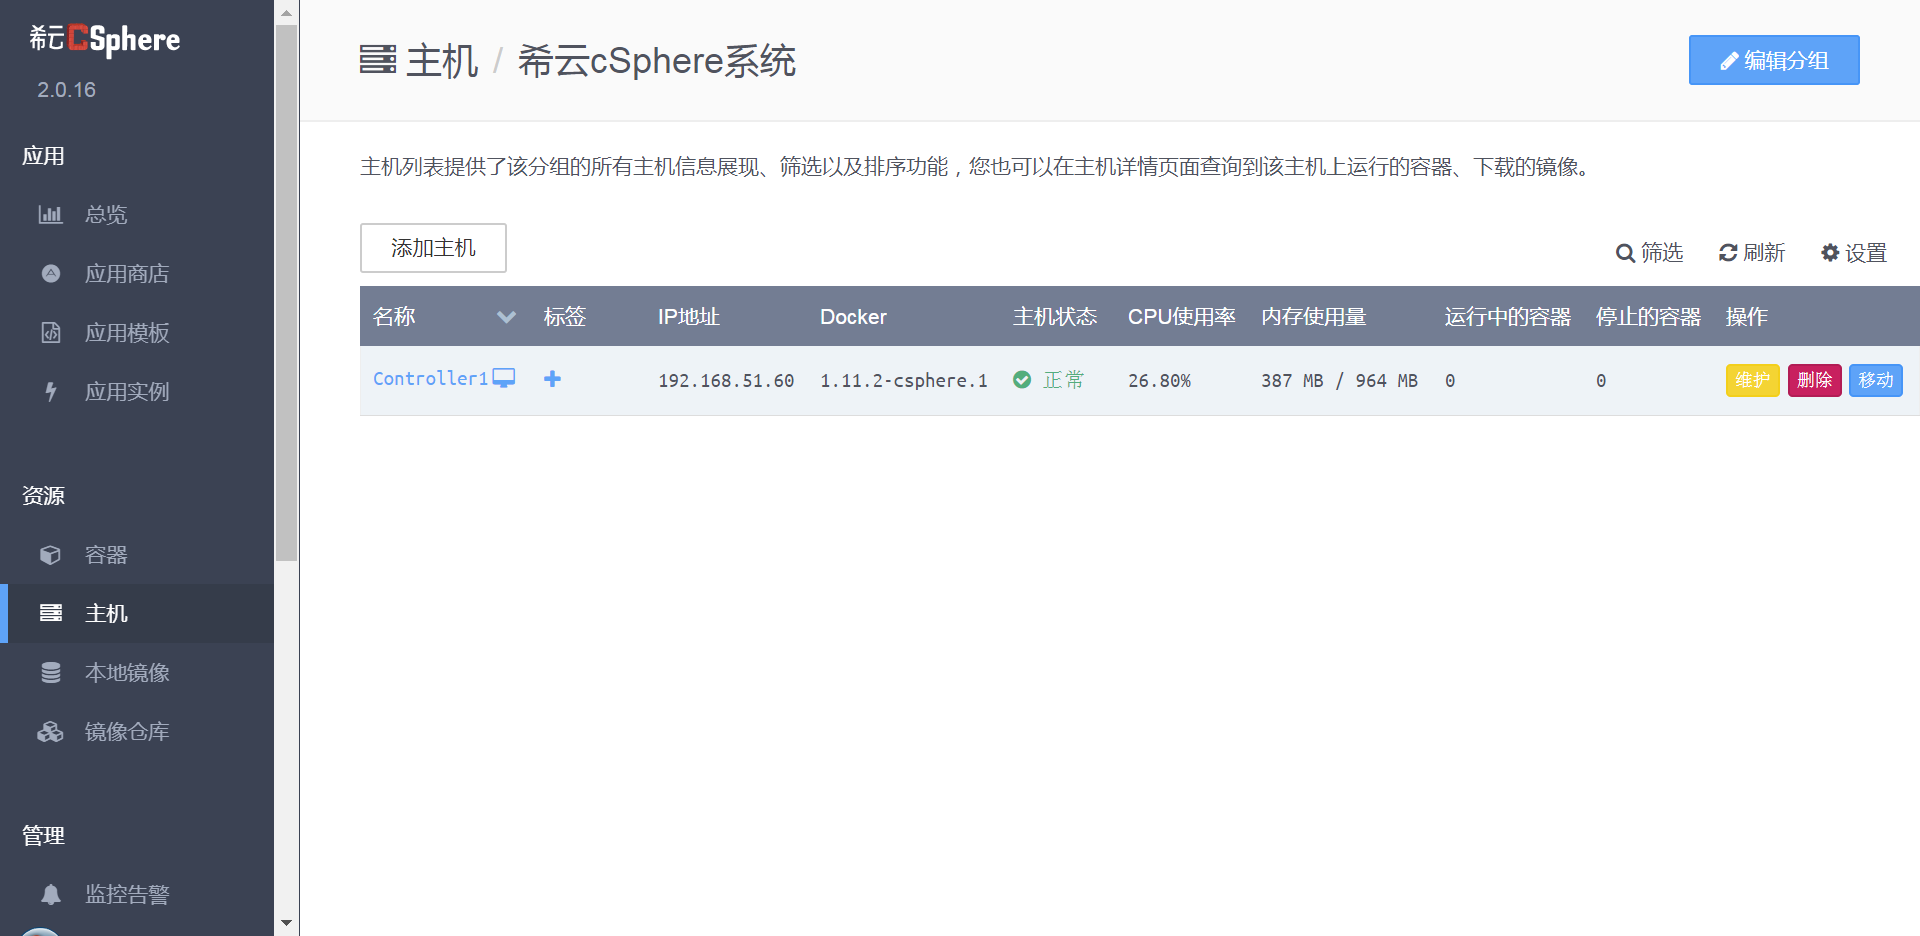 希云cSphere
2.0.16
应用
总览
应用商店
应用模板
应用实例
资源
容器
主机
本地镜像
镜像仓库
管理
监控告警
主机 / 希云cSphere系统
编辑分组
主机列表提供了该分组的所有主机信息展现、筛选以及排序功能，您也可以在主机详情页面查询到该主机上运行的容器、下载的镜像。
添加主机
筛选 刷新 设置
名称 标签 IP地址 Docker 主机状态 CPU使用率 内存使用量 运行中的容器 停止的容器 操作
Controller1 192.168.51.60 1.11.2-csphere.1 正常 26.80% 387 MB / 964 MB 0 0 维护 删除 移动